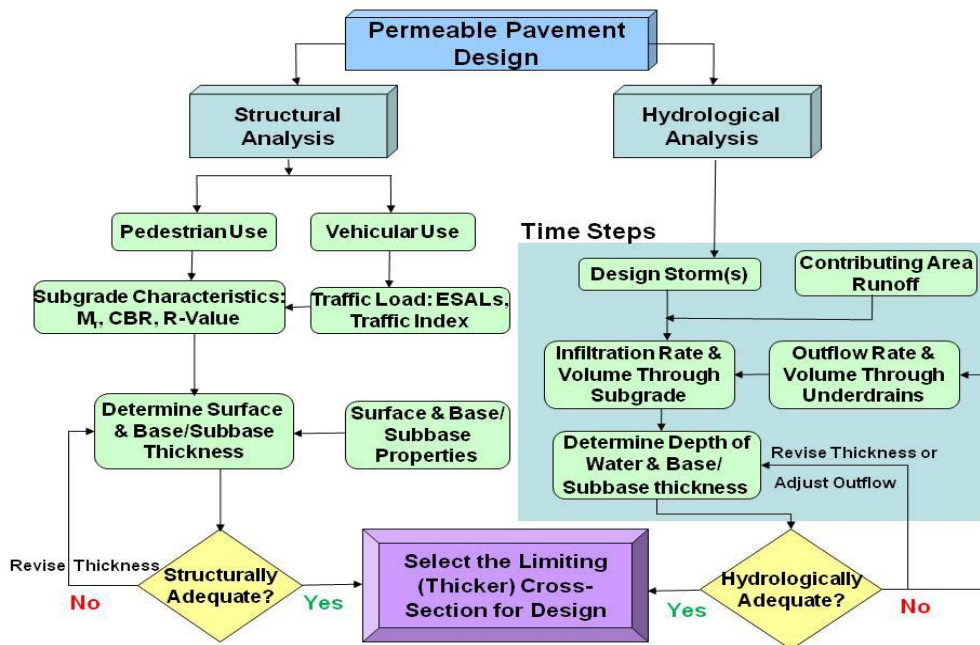 Permeable Pavement
Design
Structural
Analysis
Hydrological
Analysis
Pedestrian Use
Vehicular Use
Subgrade Characteristics:
Mr, CBR, R-Value
Traffic Load: ESALs,
Traffic Index
Determine Surface
& Base/Subbase
Thickness
Surface & Base/
Subbase
Properties
Revise Thickness
No
Structurally
Adequate?
Yes
Time Steps
Design Storm(s)
Contributing Area
Runoff
Infiltration Rate &
Volume Through
Subgrade
Outflow Rate &
Volume Through
Underdrains
Determine Depth of
Water & Base/
Subbase thickness
Revise Thickness or
Adjust Outflow
Hydrologically
Adequate?
Yes
No
Select the Limiting
(Thicker) Cross-
Section for Design